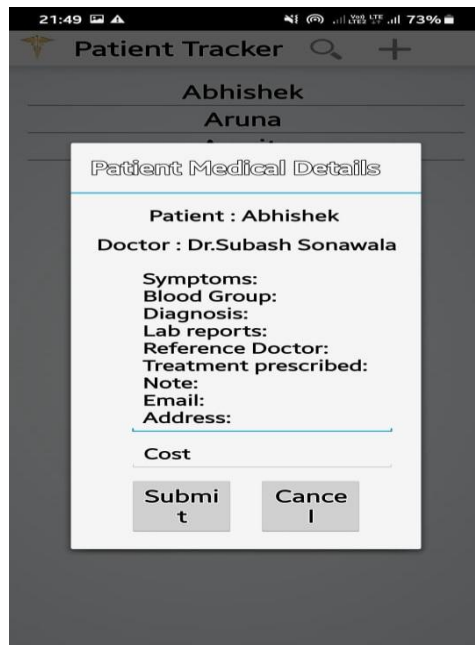 21:49 73%
Patient Tracker
Abhishek
Aruna
Patient Medical Details
Patient : Abhishek
Doctor : Dr.Subash Sonawala
Symptoms:
Blood Group:
Diagnosis:
Lab reports:
Reference Doctor:
Treatment prescribed:
Note:
Email:
Address:
Cost
Submi Cance
t l